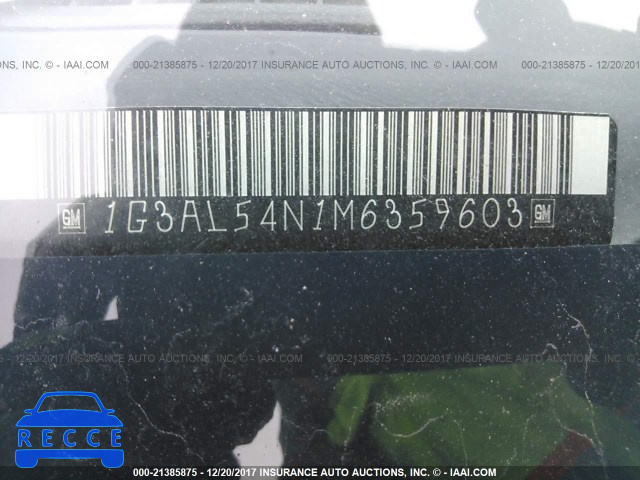 INC. © - IAAI.COM 000-21385875 - 12/20/2017 INSURANCE AUTO AUCTIONS, INC. © - IAAI.COM 000-21385875 - 12/20/2017 INSURANCE
GM 1G3AL54N1M6359603 GM
- 12/20/2017 INSURANCE AUTO AUCTIONS, INC. © - IAAI.COM 000-21385875 - 12/20/2017 INSURANCE AUTO AUCTIONS, INC. © - IAAI.COM
RECCE
000-21385875 - 12/20/2017 INSURANCE AUTO AUCTIONS, INC. © - IAAI.COM